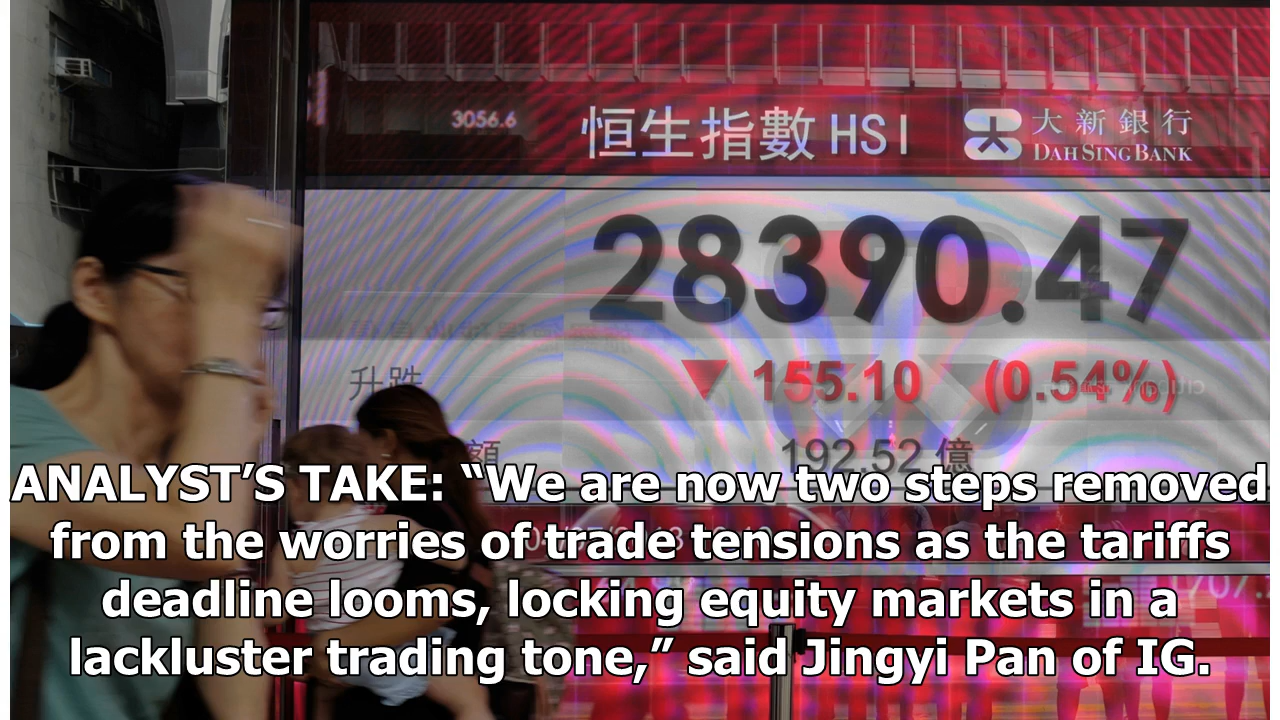 3056.6
恒生指數 HSI
大新銀行
DAH SING BANK
28390.47
升跌
▼ 155.10 (0.54%)
額
192.52 億
ANALYST’S TAKE: “We are now two steps removed
from the worries of trade tensions as the tariffs
deadline looms, locking equity markets in a
lackluster trading tone,” said Jingyi Pan of IG.